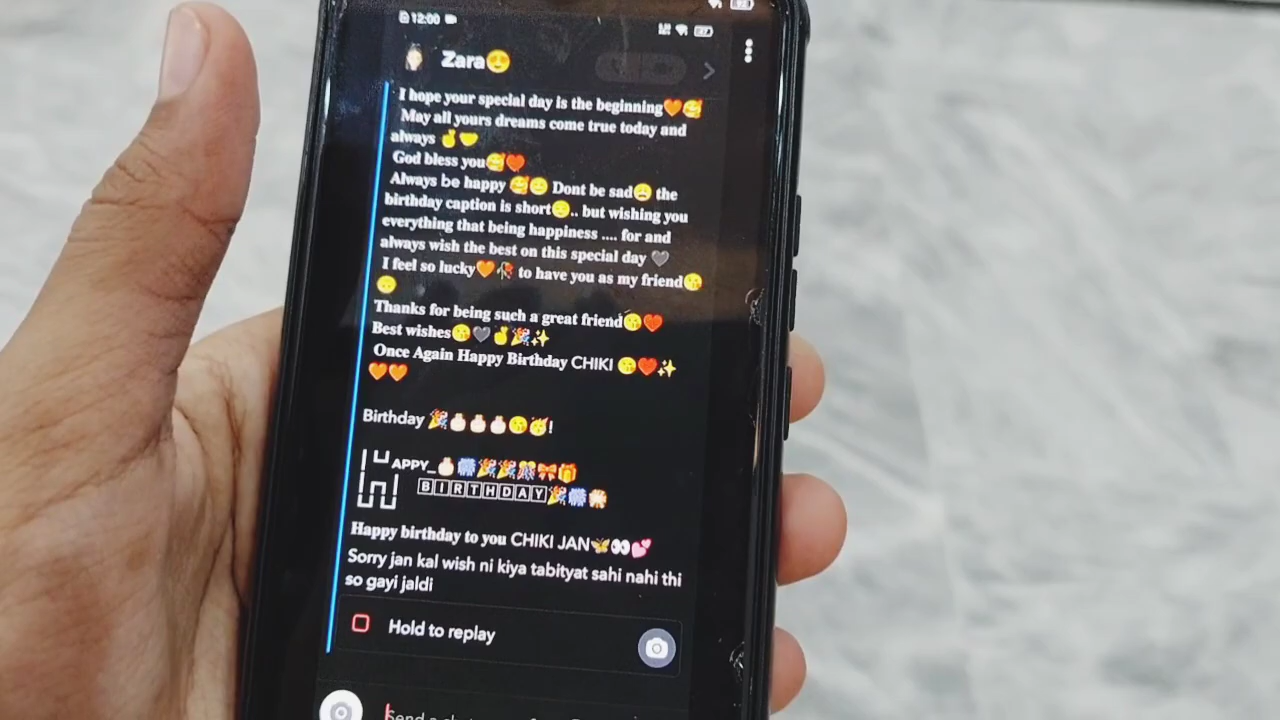 12:00
Zara😍
I hope your special day is the beginning🧡🥰
May all yours dreams come true today and
always 🤞💛
God bless you🥰🧡
Always be happy 🥰😊 Dont be sad😩 the
birthday caption is short☹️.. but wishing you
everything that being happiness .... for and
always wish the best on this special day 🖤
I feel so lucky🧡🥀 to have you as my friend😘
🙃
Thanks for being such a great friend😘❤️
Best wishes😘🖤🤞🎉✨
Once Again Happy Birthday CHIKI 😘❤️✨
❤️❤️
Birthday 🎉🎂🎂🎂😘🥳!
APPY_🎂🎆🎉🎉🎊🎀🎁
🄱🄸🅁🅃🄷🄳🄰🅈🎉🎆
Happy birthday to you CHIKI JAN🦋👀💕
Sorry jan kal wish ni kiya tabityat sahi nahi thi
so gayi jaldi
Hold to replay